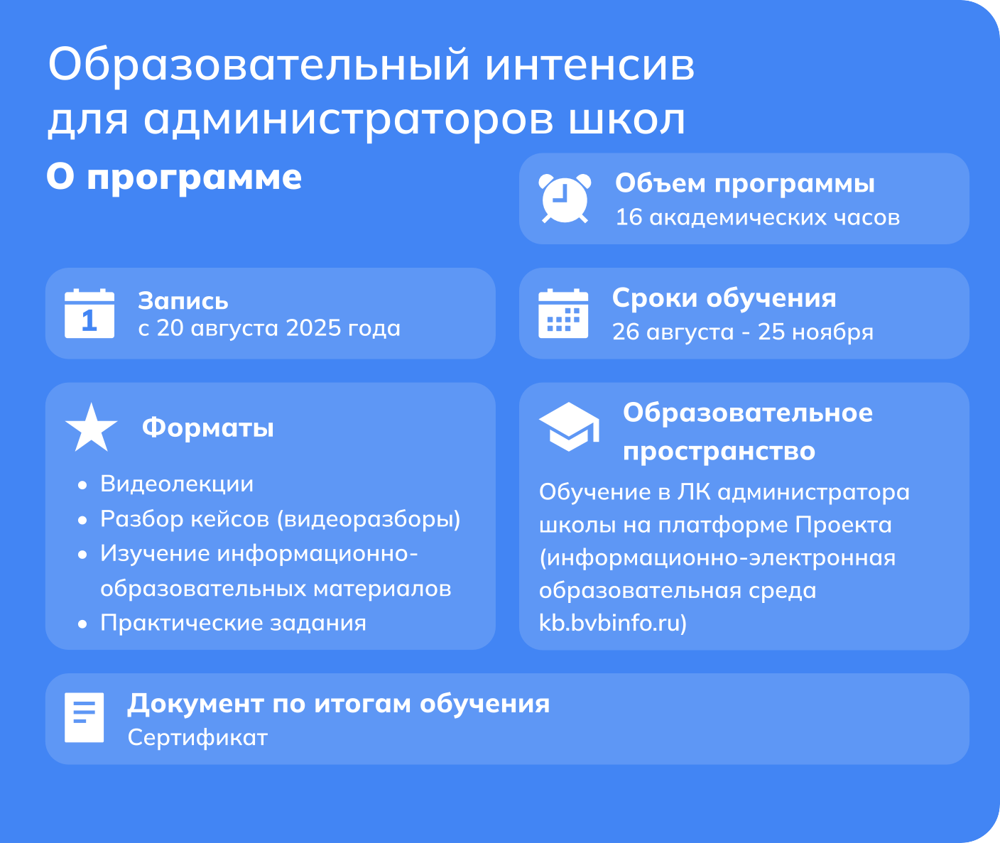 Образовательный интенсив
для администраторов школ
О программе
Объем программы
16 академических часов
1
Запись
с 20 августа 2025 года
Сроки обучения
26 августа - 25 ноября
Форматы
• Видеолекции
• Разбор кейсов (видеоразборы)
• Изучение информационно-
образовательных материалов
• Практические задания
Образовательное
пространство
Обучение в ЛК администратора
школы на платформе Проекта
(информационно-электронная
образовательная среда
kb.bvbinfo.ru)
Документ по итогам обучения
Сертификат